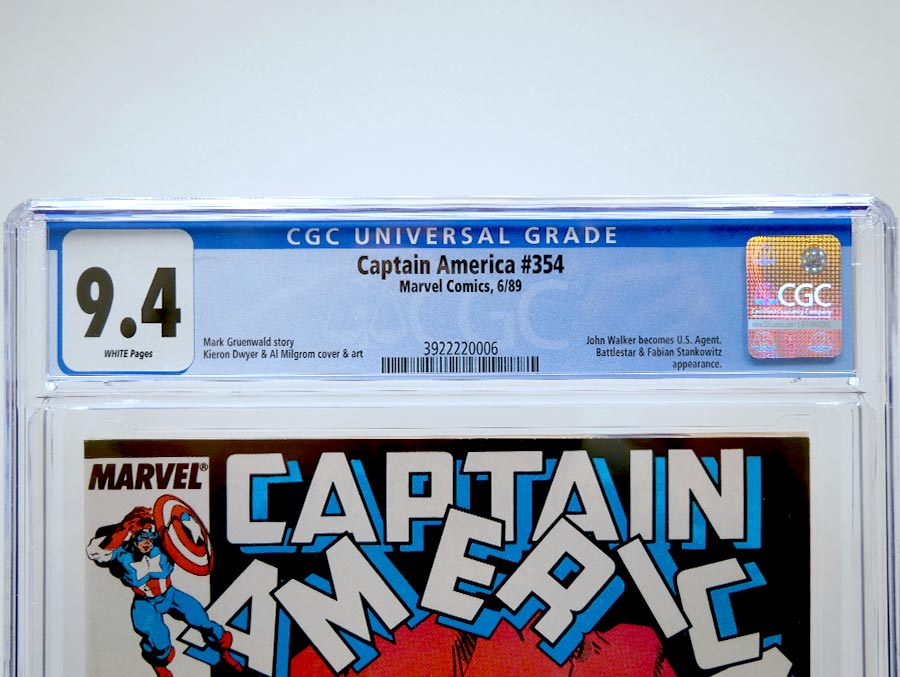 CGC UNIVERSAL GRADE
9.4
WHITE Pages
Captain America #354
Marvel Comics, 6/89
Mark Gruenwald story
Kieron Dwyer & Al Milgrom cover & art
3922220006
John Walker becomes U.S. Agent.
Battlestar & Fabian Stankowitz
appearance.
CGC
MARVEL®
CAPTAIN
AMERIC